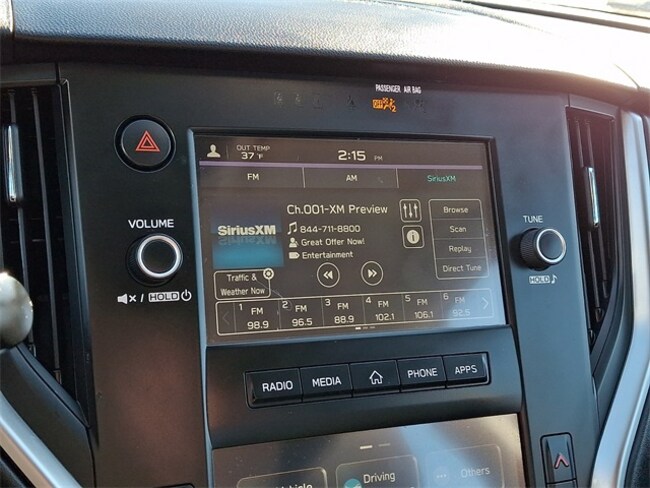 PASSENGER AIR BAG
OUT TEMP
37 °F
2:15 PM
FM AM SiriusXM
SiriusXM
Ch.001-XM Preview
844-711-8800
Great Offer Now!
Entertainment
Browse
Scan
Replay
Direct Tune
Traffic &
Weather Now
1 FM 2 FM 3 FM 4 FM 5 FM 6 FM
98.9 96.5 88.9 102.1 106.1 92.5
VOLUME
/ HOLD
TUNE
HOLD
RADIO MEDIA PHONE APPS
Driving
Others